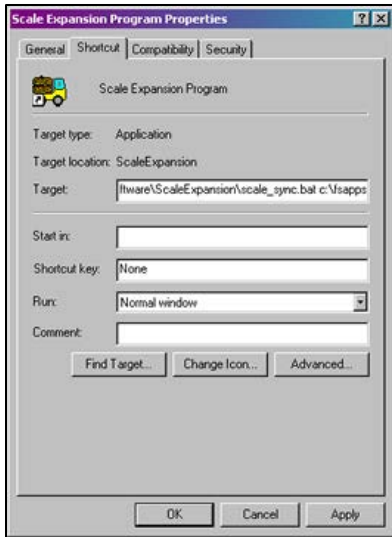 Scale Expansion Program Properties
General Shortcut Compatibility Security
Scale Expansion Program
Target type: Application
Target location: ScaleExpansion
Target: ftware\ScaleExpansion\scale_sync.bat c:\fsapps
Start in:
Shortcut key: None
Run: Normal window
Comment:
Find Target... Change Icon... Advanced...
OK Cancel Apply